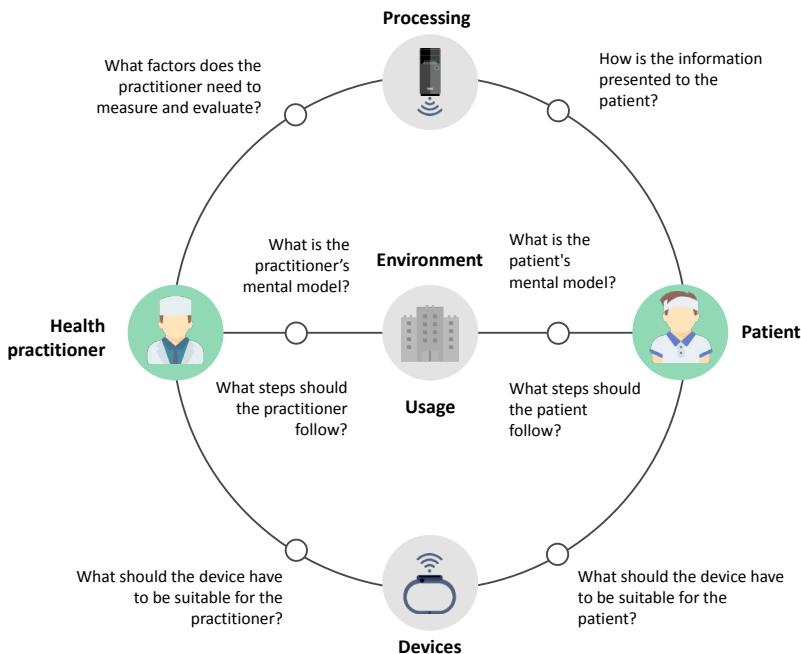 Processing
What factors does the
practitioner need to
measure and evaluate?
How is the information
presented to the
patient?
What is the
practitioner’s
mental model?
Environment
What is the
patient's
mental model?
Health
practitioner
Patient
What steps should
the practitioner
follow?
Usage
What steps should
the patient
follow?
What should the device have
to be suitable for the
practitioner?
What should the device have
to be suitable for the
patient?
Devices